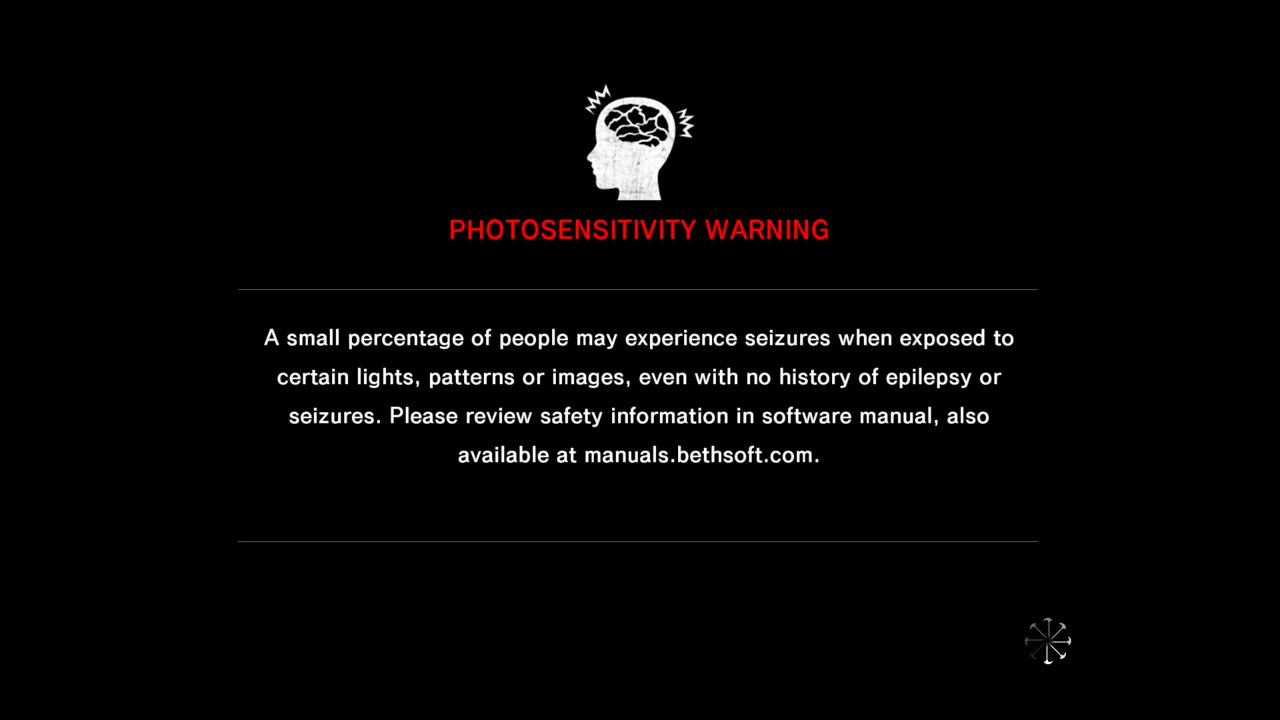 PHOTOSENSITIVITY WARNING
A small percentage of people may experience seizures when exposed to
certain lights, patterns or images, even with no history of epilepsy or
seizures. Please review safety information in software manual, also
available at manuals.bethsoft.com.